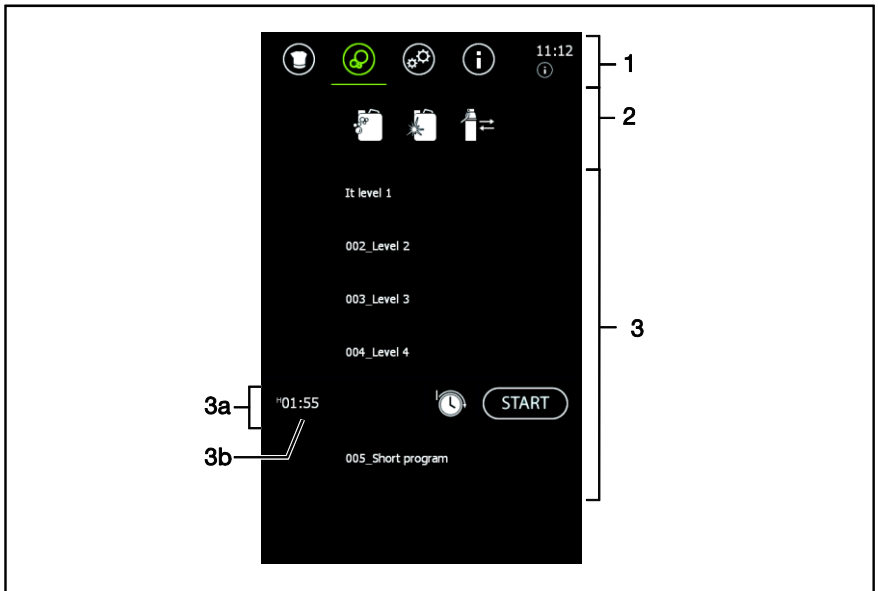 11:12
1
2
It level 1
002_Level 2
003_Level 3
3
004_Level 4
3a
H01:55
START
3b
005_Short program